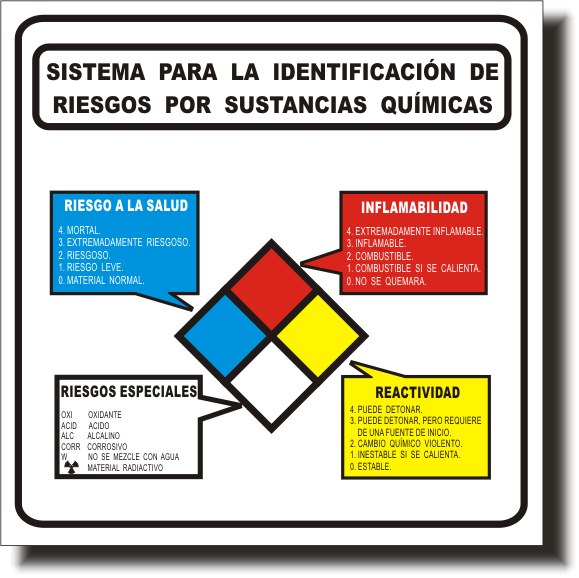 SISTEMA PARA LA IDENTIFICACIÓN DE
RIESGOS POR SUSTANCIAS QUÍMICAS
RIESGO A LA SALUD
4. MORTAL.
3. EXTREMADAMENTE RIESGOSO.
2. RIESGOSO.
1. RIESGO LEVE.
0. MATERIAL NORMAL.
INFLAMABILIDAD
4. EXTREMADAMENTE INFLAMABLE.
3. INFLAMABLE.
2. COMBUSTIBLE.
1. COMBUSTIBLE SI SE CALIENTA.
0. NO SE QUEMARA.
RIESGOS ESPECIALES
OXI OXIDANTE
ACID ACIDO
ALC ALCALINO
CORR CORROSIVO
W NO SE MEZCLE CON AGUA
MATERIAL RADIACTIVO
REACTIVIDAD
4. PUEDE DETONAR.
3. PUEDE DETONAR, PERO REQUIERE
DE UNA FUENTE DE INICIO.
2. CAMBIO QUÍMICO VIOLENTO.
1. INESTABLE SI SE CALIENTA.
0. ESTABLE.